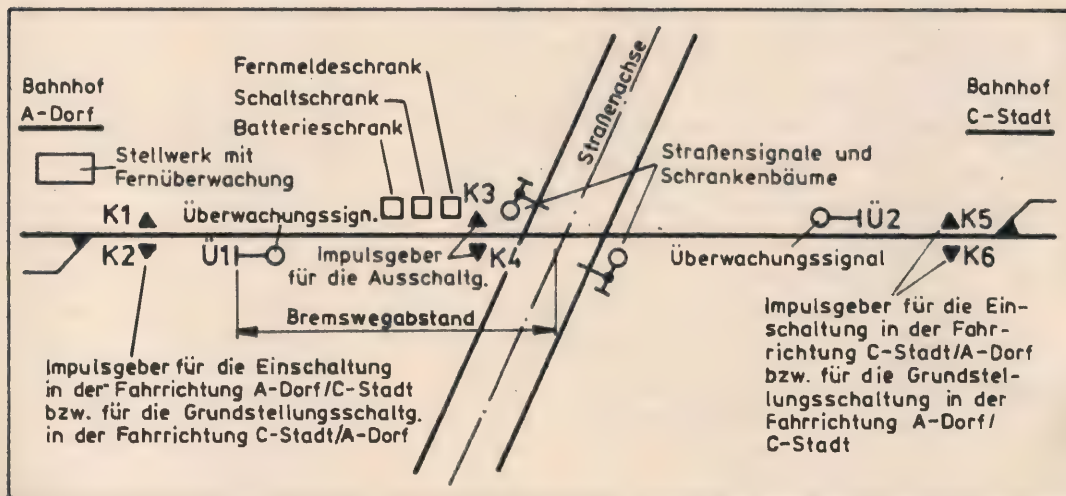 Bahnhof
A-Dorf
Fernmeldeschrank
Schaltschrank
Batterieschrank
Straßenachse
Bahnhof
C-Stadt
Stellwerk mit
Fernüberwachung
Straßensignale und
Schrankenbäume
K1
Überwachungssign.
K3
Ü2
K5
K2
Ü1
Impulsgeber
für die Ausschaltg.
K4
Überwachungssignal
K6
Bremswegabstand
Impulsgeber für die Einschaltung
in der Fahrrichtung A-Dorf/C-Stadt
bzw. für die Grundstellungsschaltg.
in der Fahrrichtung C-Stadt/A-Dorf
Impulsgeber für die Ein-
schaltung in der Fahr-
richtung C-Stadt/A-Dorf
bzw. für die Grundstel-
lungsschaltung in der
Fahrrichtung A-Dorf/
C-Stadt